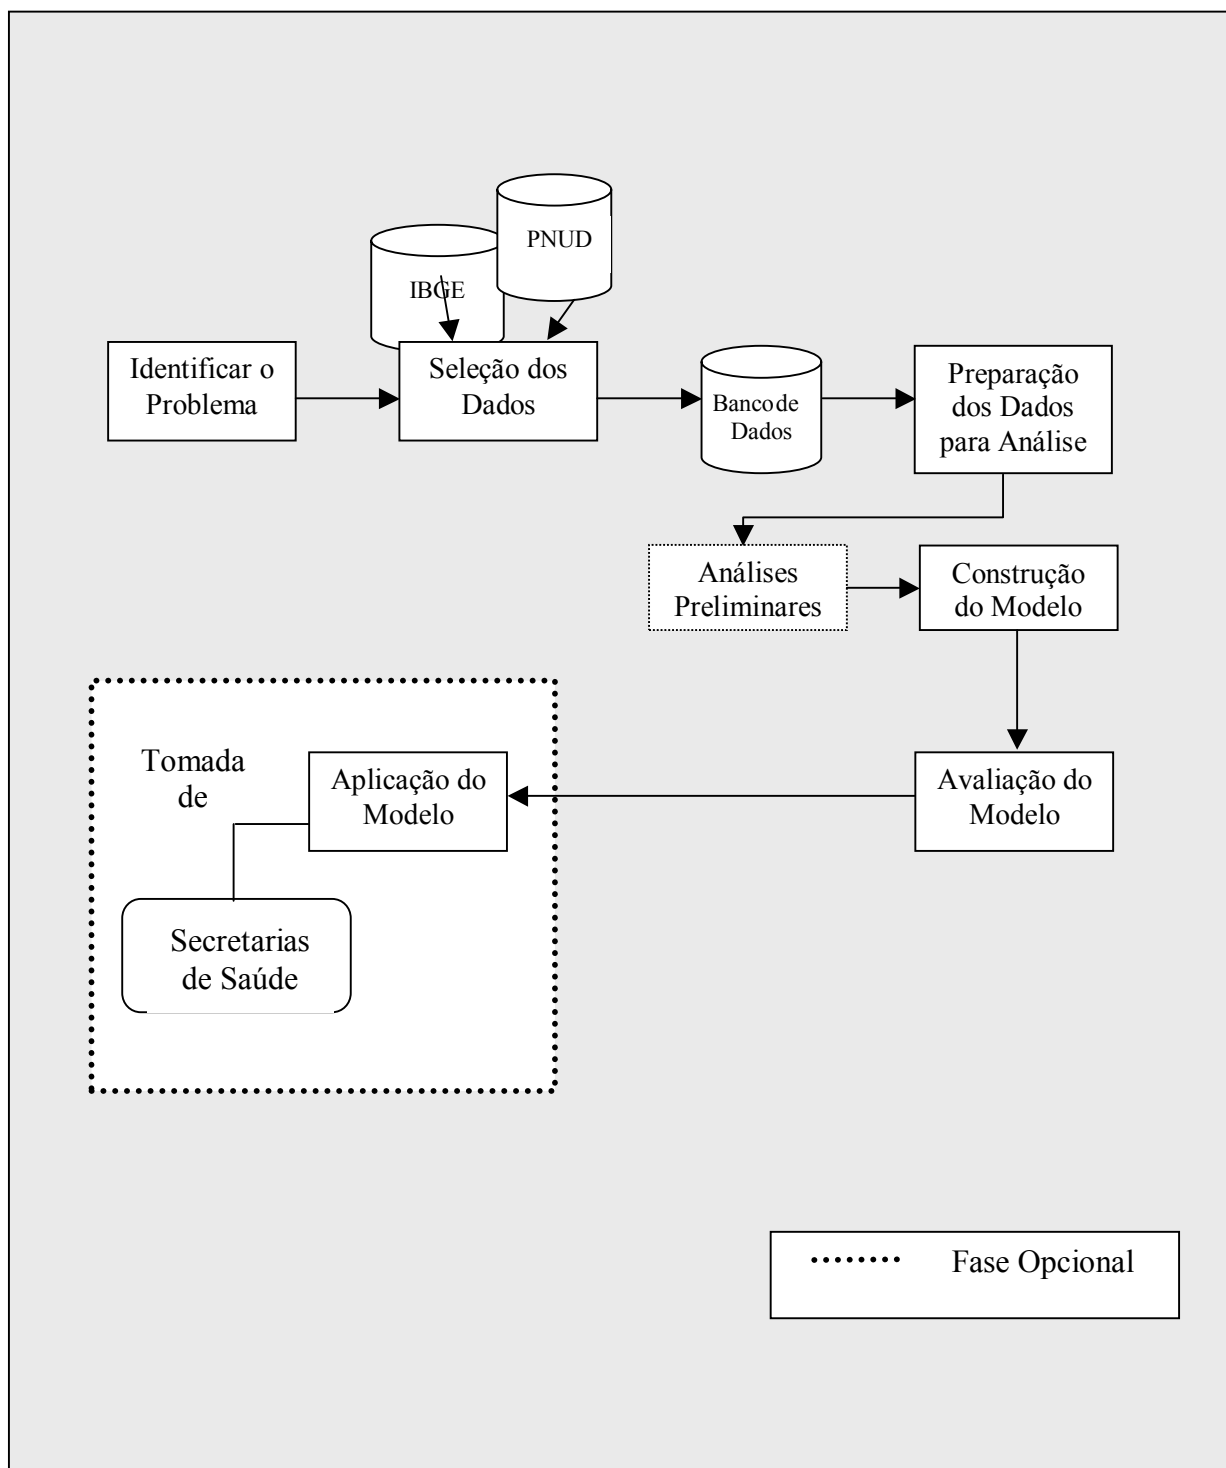 PNUD
IBGE
Identificar o
Problema
Seleção dos
Dados
Banco de
Dados
Preparação
dos Dados
para Análise
Análises
Preliminares
Construção
do Modelo
Tomada
de
Aplicação do
Modelo
Avaliação do
Modelo
Secretarias
de Saúde
Fase Opcional